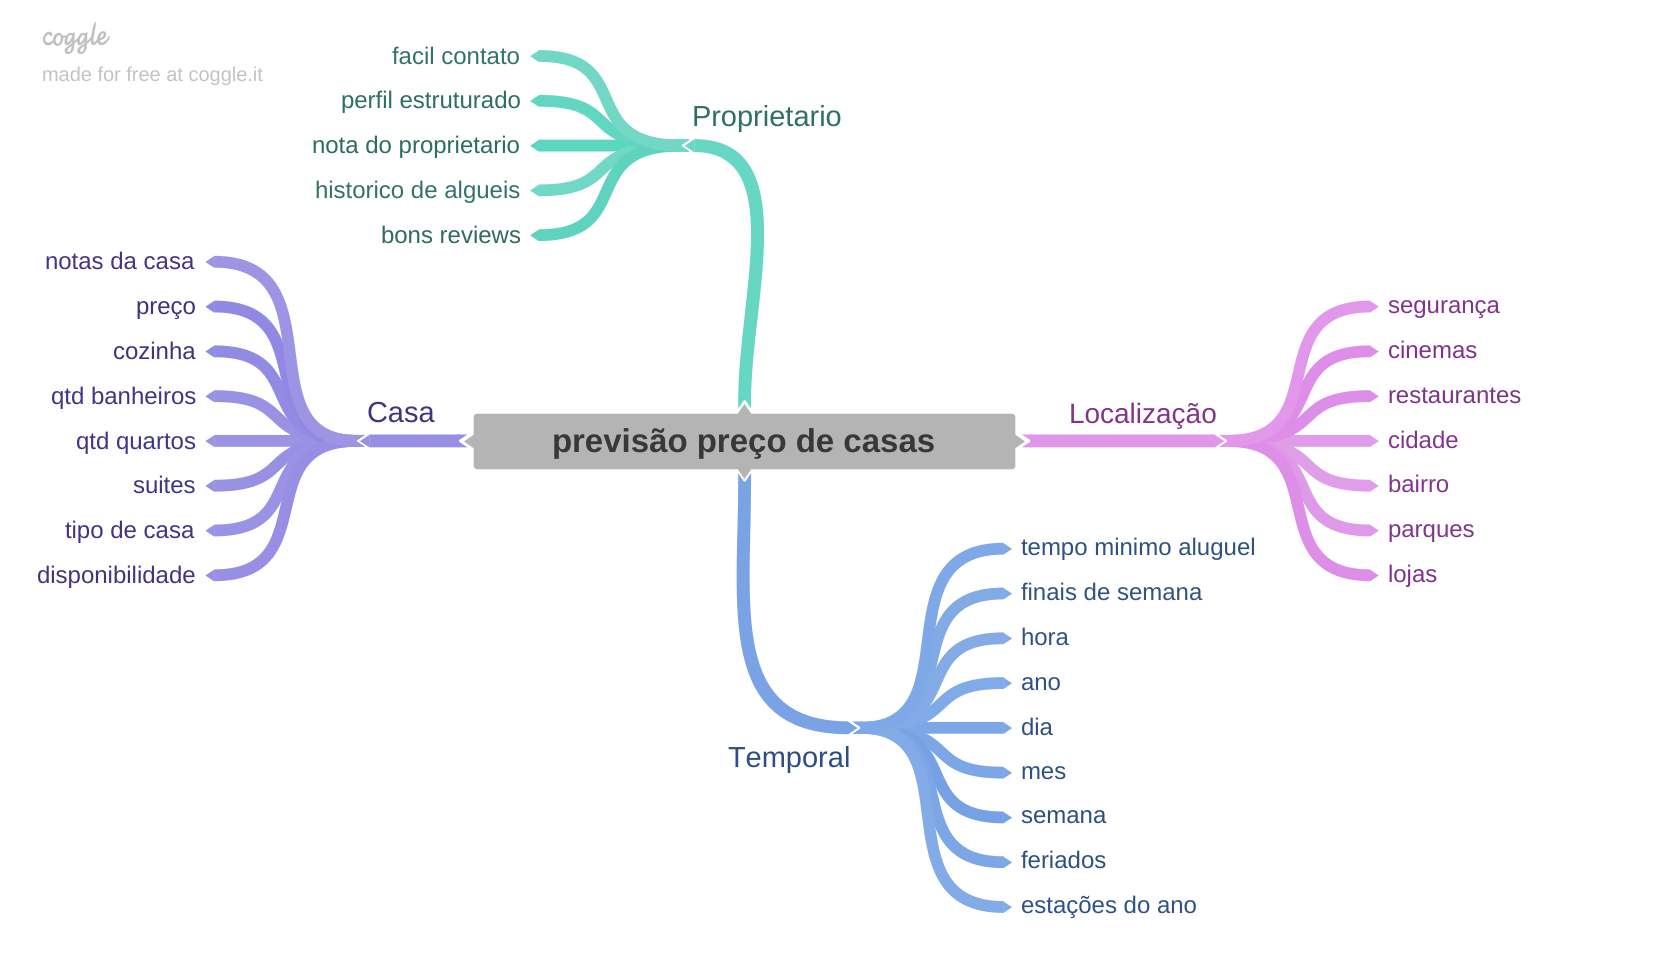 coggle
made for free at coggle.it
facil contato
perfil estruturado
nota do proprietario
historico de algueis
bons reviews
Proprietario
notas da casa
preço
cozinha
qtd banheiros
qtd quartos
suites
tipo de casa
disponibilidade
Casa
previsão preço de casas
Localização
segurança
cinemas
restaurantes
cidade
bairro
parques
lojas
Temporal
tempo minimo aluguel
finais de semana
hora
ano
dia
mes
semana
feriados
estações do ano